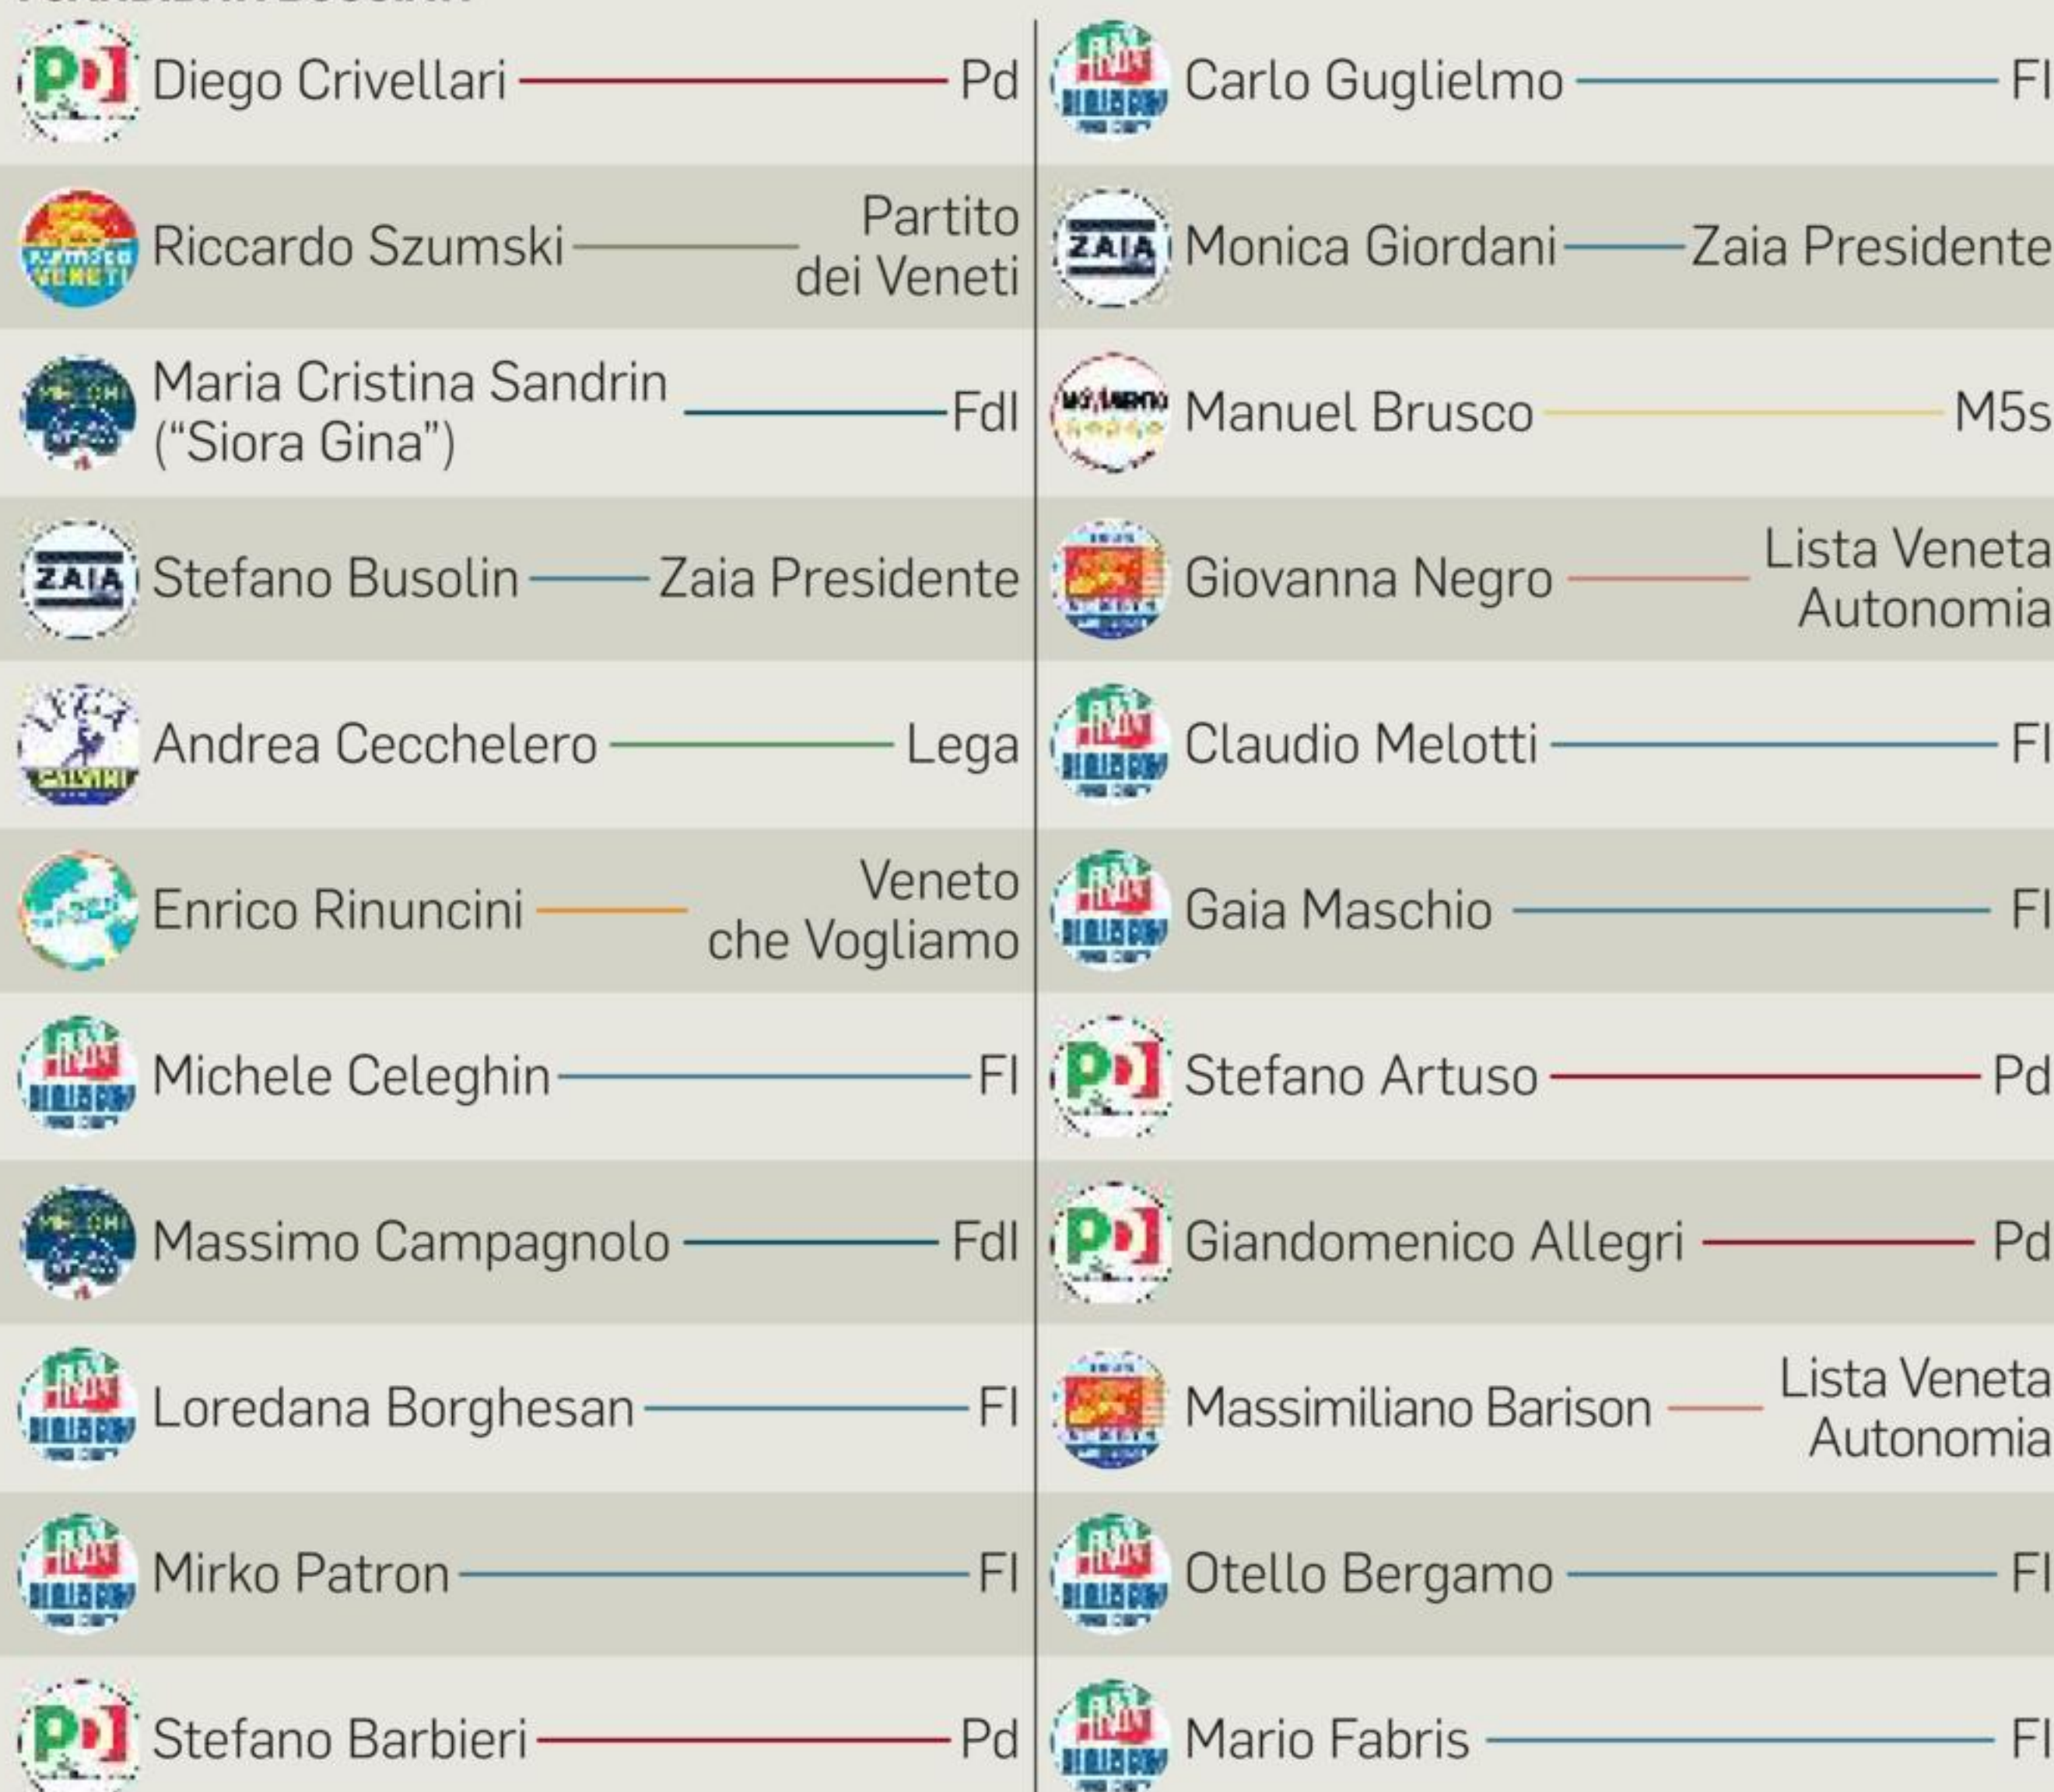 Diego Crivellari Pd
Riccardo Szumski Partito
dei Veneti
Maria Cristina Sandrin
("Siora Gina") FdI
Stefano Busolin Zaia Presidente
Andrea Cecchelero Lega
Enrico Rinuncini Veneto
che Vogliamo
Michele Celeghin FI
Massimo Campagnolo FdI
Loredana Borghesan FI
Mirko Patron FI
Stefano Barbieri Pd
Carlo Guglielmo FI
Monica Giordani Zaia Presidente
Manuel Brusco M5s
Giovanna Negro Lista Veneta
Autonomia
Claudio Melotti FI
Gaia Maschio FI
Stefano Artuso Pd
Giandomenico Allegri Pd
Massimiliano Barison Lista Veneta
Autonomia
Otello Bergamo FI
Mario Fabris FI